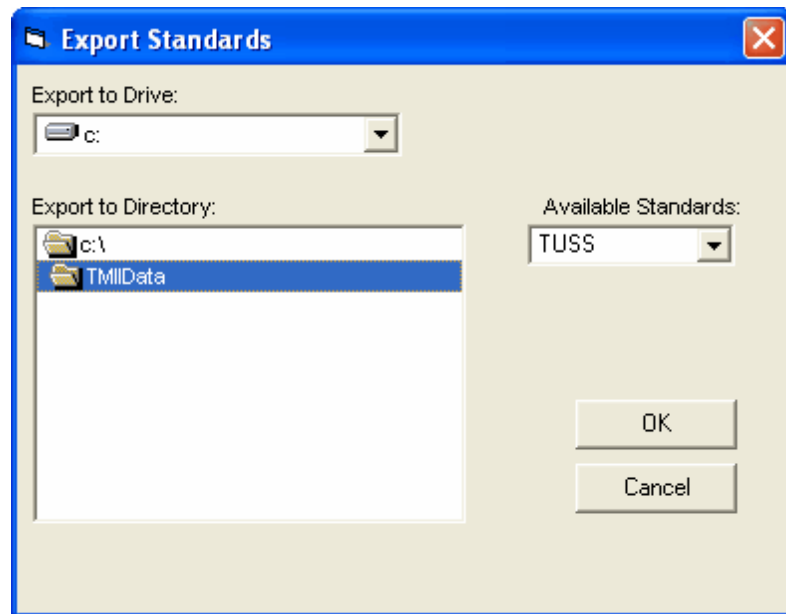 Export Standards
Export to Drive:
c:
Export to Directory:
c:\
TMIIData
Available Standards:
TUSS
OK
Cancel